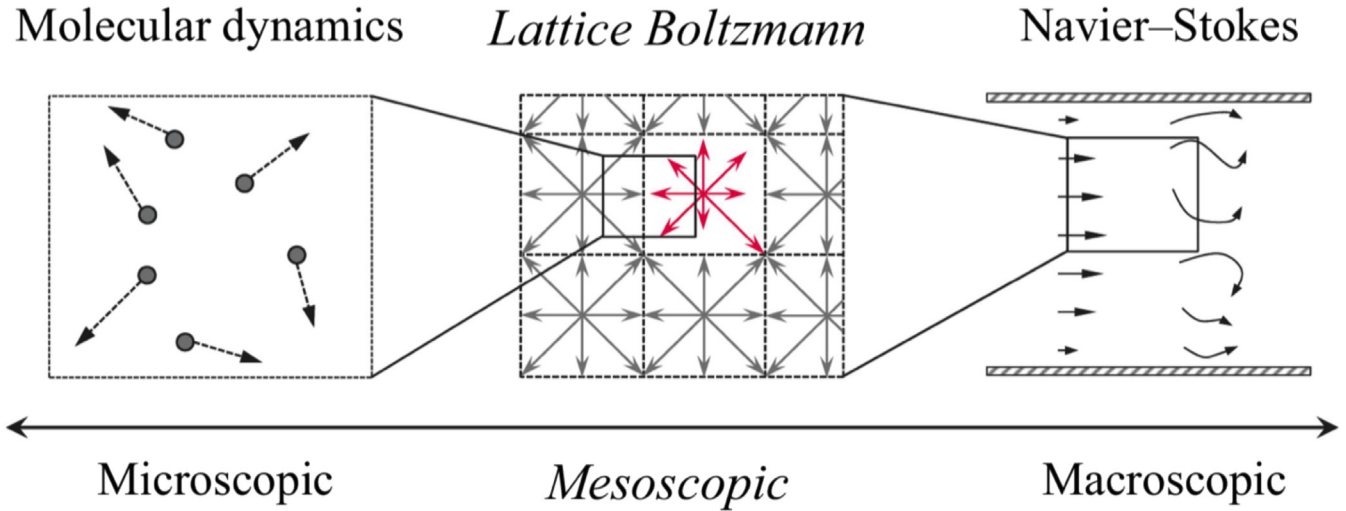 Molecular dynamics
Lattice Boltzmann
Navier–Stokes
Microscopic
Mesoscopic
Macroscopic